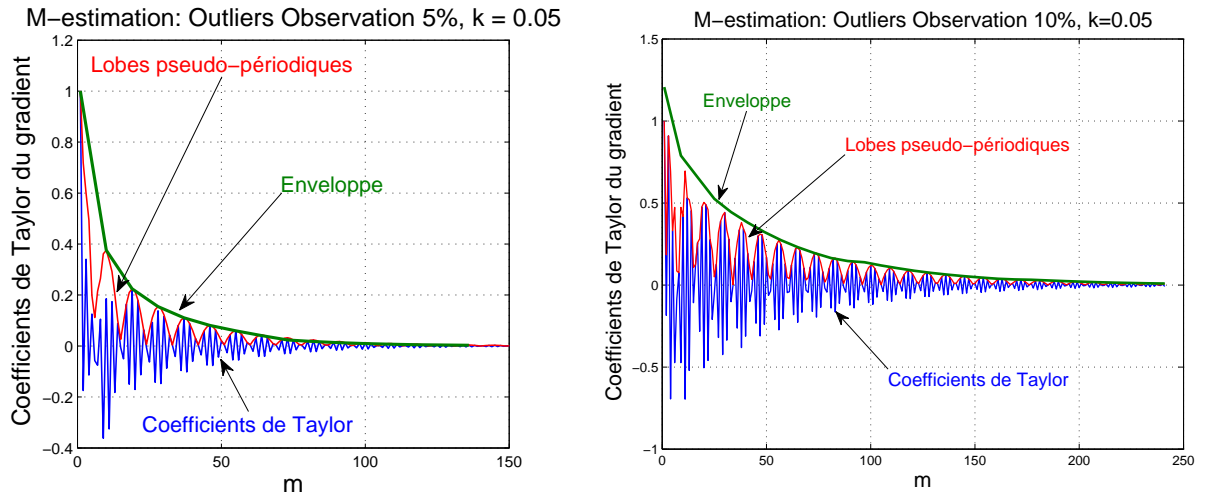 M−estimation: Outliers Observation 5%, k = 0.05
Coefficients de Taylor du gradient
1.2
1
0.8
0.6
0.4
0.2
0
−0.2
−0.4
Lobes pseudo−périodiques
Enveloppe
Coefficients de Taylor
0
50
100
150
m
M−estimation: Outliers Observation 10%, k=0.05
Coefficients de Taylor du gradient
1.5
1
0.5
0
−0.5
−1
Enveloppe
Lobes pseudo−périodiques
Coefficients de Taylor
0
50
100
150
200
250
m